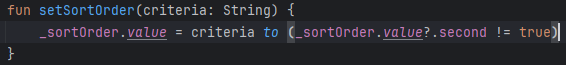 fun setSortOrder(criteria: String) {
    _sortOrder.value = criteria to (_sortOrder.value?.second != true)
}